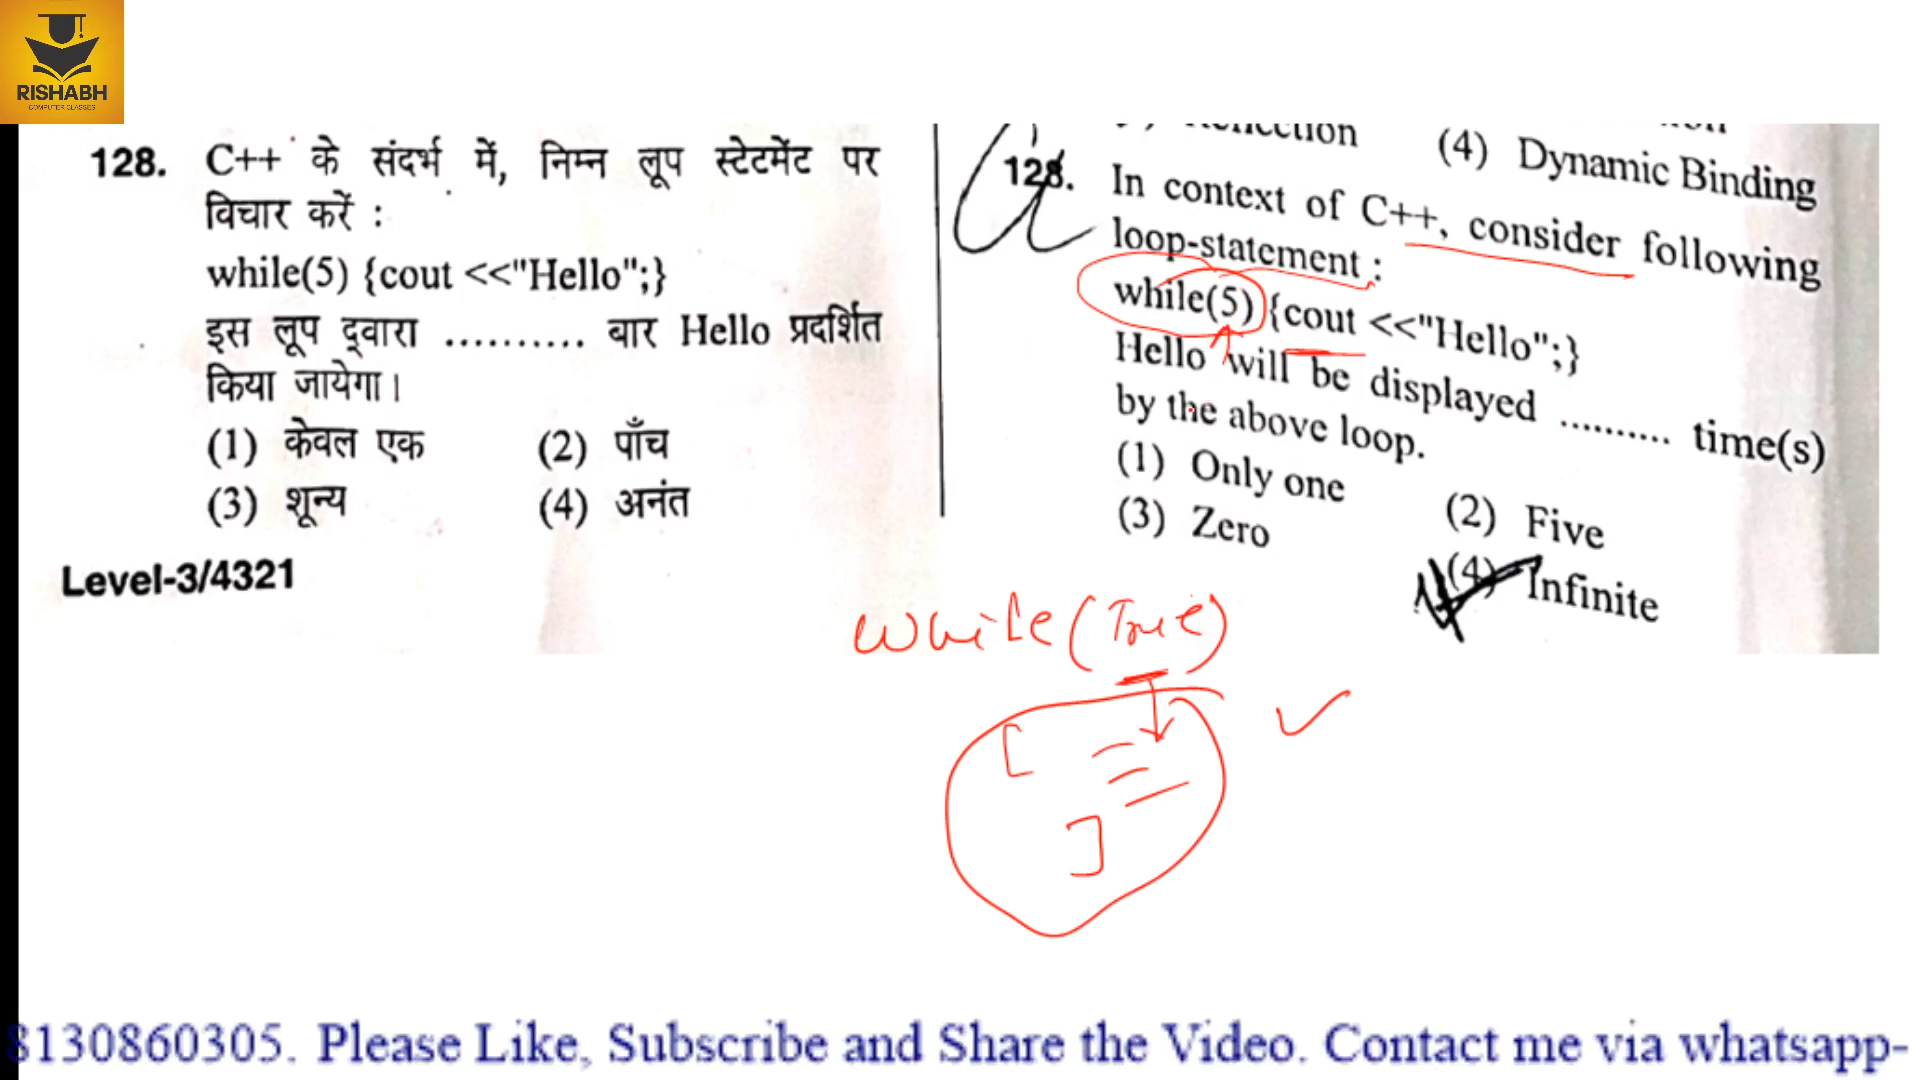 RISHABH
COMPUTER CLASSES
128. C++ के संदर्भ में, निम्न लूप स्टेटमेंट पर
विचार करें :
while(5) {cout <<"Hello";}
इस लूप द्वारा .......... बार Hello प्रदर्शित
किया जायेगा।
(1) केवल एक (2) पाँच
(3) शून्य (4) अनंत
Level-3/4321
(4) Dynamic Binding
128. In context of C++, consider following
loop-statement :
while(5) {cout <<"Hello";}
Hello will be displayed .......... time(s)
by the above loop.
(1) Only one (2) Five
(3) Zero (4) Infinite
while(True)
8130860305. Please Like, Subscribe and Share the Video. Contact me via whatsapp-